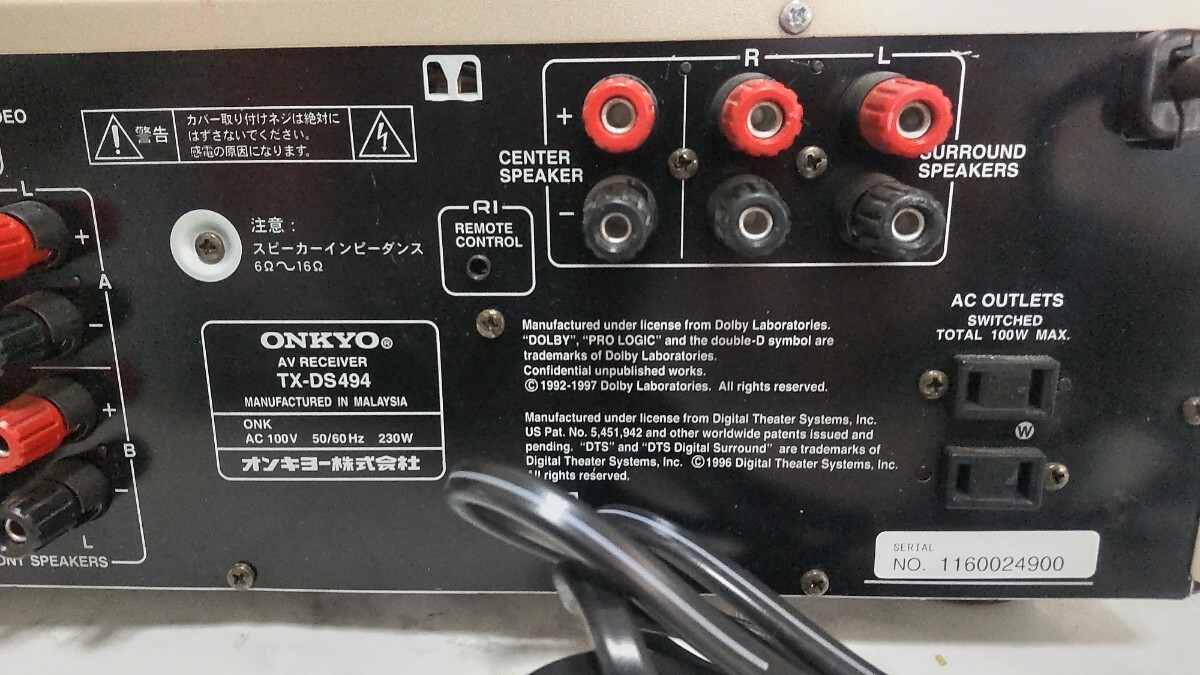 DEO
警告
カバー取り付けネジは絶対に
はずさないでください。
感電の原因になります。
R L
+
CENTER
SPEAKER
−
SURROUND
SPEAKERS
L
+
A
−
+
B
−
L
ONT SPEAKERS
注意：
スピーカーインピーダンス
6Ω〜16Ω
RI
REMOTE
CONTROL
ONKYO®
AV RECEIVER
TX-DS494
MANUFACTURED IN MALAYSIA
ONK
AC 100V 50/60Hz 230W
オンキヨー株式会社
Manufactured under license from Dolby Laboratories.
“DOLBY”, “PRO LOGIC” and the double-D symbol are
trademarks of Dolby Laboratories.
Confidential unpublished works.
© 1992-1997 Dolby Laboratories. All rights reserved.
Manufactured under license from Digital Theater Systems, Inc.
US Pat. No. 5,451,942 and other worldwide patents issued and
pending. “DTS” and “DTS Digital Surround” are trademarks of
Digital Theater Systems, Inc. ©1996 Digital Theater Systems, Inc.
All rights reserved.
AC OUTLETS
SWITCHED
TOTAL 100W MAX.
W
SERIAL
NO. 1160024900